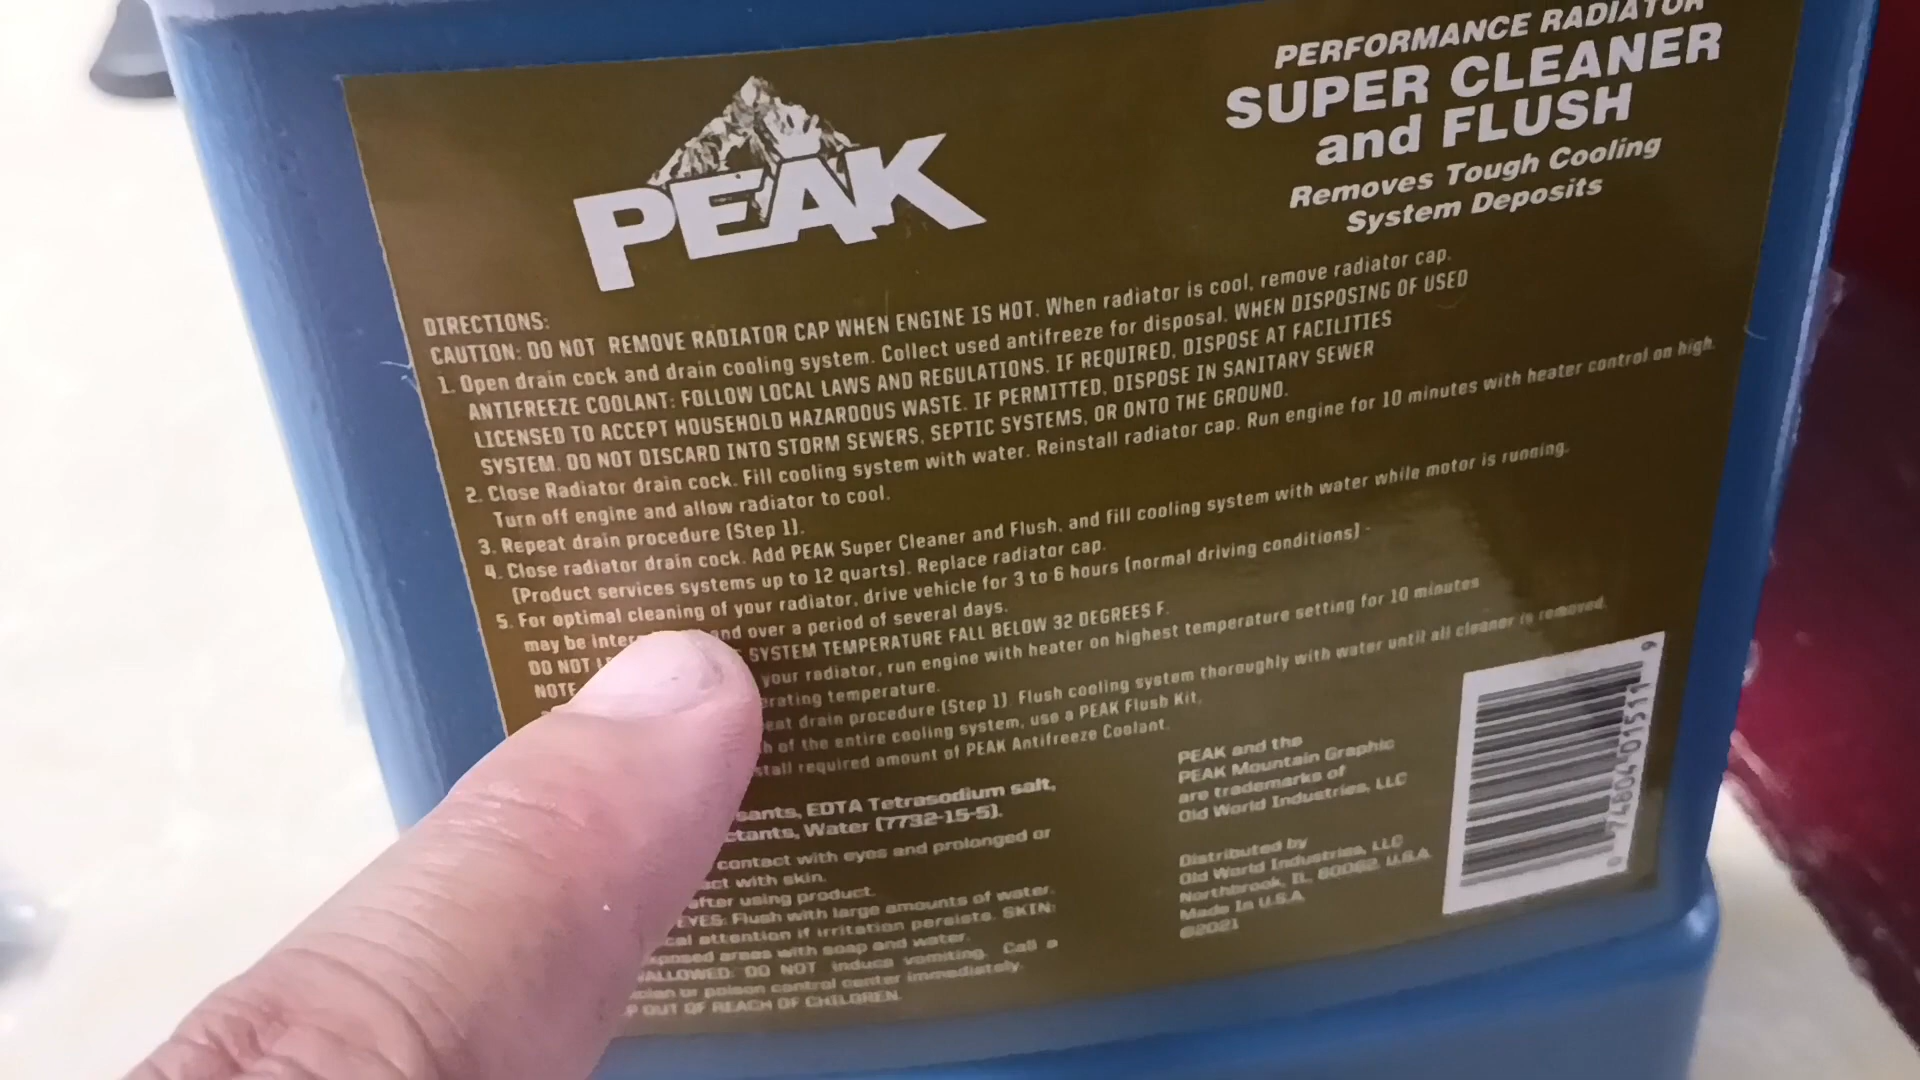 PEAK
PERFORMANCE RADIATOR
SUPER CLEANER
and FLUSH
Removes Tough Cooling
System Deposits
DIRECTIONS:
CAUTION: DO NOT REMOVE RADIATOR CAP WHEN ENGINE IS HOT. When radiator is cool, remove radiator cap.
1. Open drain cock and drain cooling system. Collect used antifreeze for disposal. WHEN DISPOSING OF USED
ANTIFREEZE COOLANT: FOLLOW LOCAL LAWS AND REGULATIONS. IF REQUIRED, DISPOSE AT FACILITIES
LICENSED TO ACCEPT HOUSEHOLD HAZARDOUS WASTE. IF PERMITTED, DISPOSE IN SANITARY SEWER
SYSTEM. DO NOT DISCARD INTO STORM SEWERS, SEPTIC SYSTEMS, OR ONTO THE GROUND.
2. Close Radiator drain cock. Fill cooling system with water. Reinstall radiator cap. Run engine for 10 minutes with heater control on high.
Turn off engine and allow radiator to cool.
3. Repeat drain procedure (Step 1).
4. Close radiator drain cock. Add PEAK Super Cleaner and Flush, and fill cooling system with water while motor is running.
(Product services systems up to 12 quarts). Replace radiator cap.
5. For optimal cleaning of your radiator, drive vehicle for 3 to 6 hours (normal driving conditions) -
may be and over a period of several days.
DO NOT SYSTEM TEMPERATURE FALL BELOW 32 DEGREES F.
NOTE your radiator, run engine with heater on highest temperature setting for 10 minutes
temperature.
drain procedure (Step 1). Flush cooling system thoroughly with water until all cleaner is removed.
of the entire cooling system, use a PEAK Flush Kit.
required amount of PEAK Antifreeze Coolant.
EDTA Tetrasodium salt,
Water (7732-15-5).
contact with eyes and prolonged or
with skin.
after using product.
EYES: Flush with large amounts of water.
attention if irritation persists. SKIN:
areas with soap and water.
DO NOT induce vomiting. Call a
or poison control center immediately.
OUT OF REACH OF CHILDREN.
PEAK and the
PEAK Mountain Graphic
are trademarks of
Old World Industries, LLC
Distributed by
Old World Industries, LLC
Northbrook, IL, 60062 U.S.A
Made In U.S.A
©2021
0 74804 01511 9